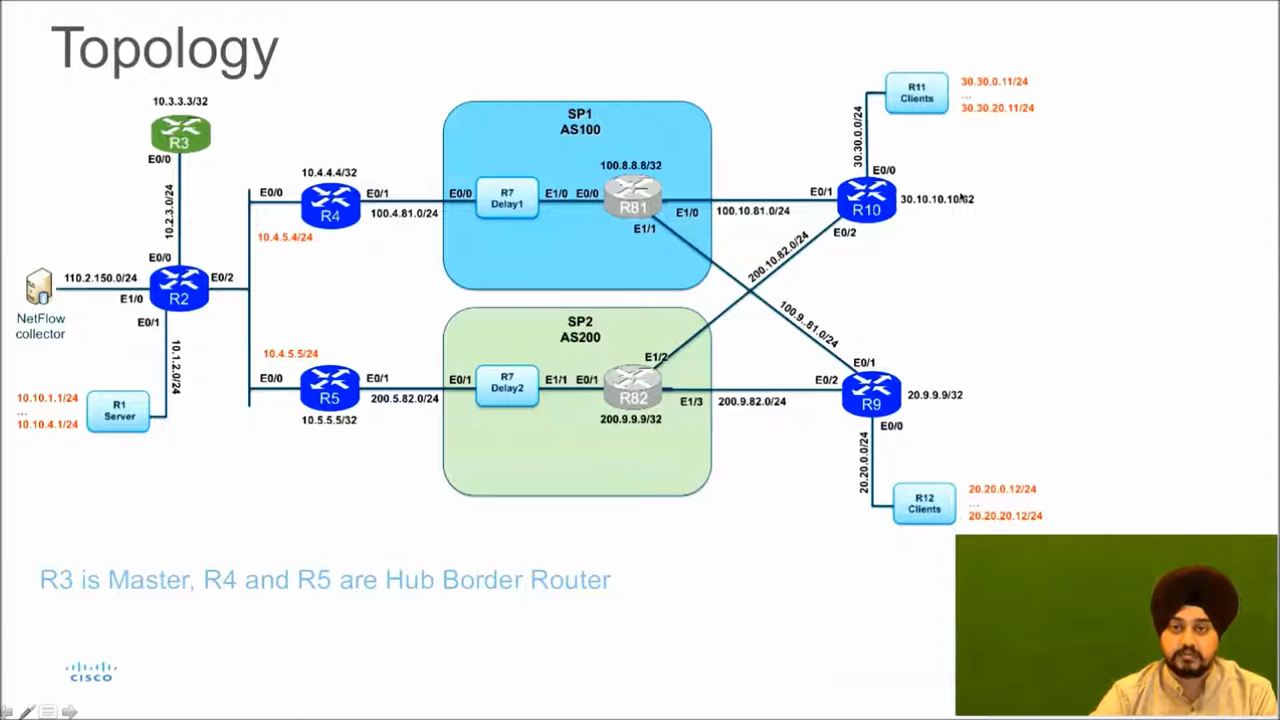 Topology
10.3.3.3/32
R3
E0/0
10.2.3.0/24
E0/0
110.2.150.0/24
E1/0
R2
E0/2
E0/1
NetFlow
collector
10.1.2.0/24
10.10.1.1/24
...
10.10.4.1/24
R1
Server
E0/0
10.4.4.4/32
R4
E0/1
100.4.81.0/24
10.4.5.4/24
10.4.5.5/24
E0/0
R5
E0/1
200.5.82.0/24
10.5.5.5/32
SP1
AS100
E0/0
R7
Delay1
E1/0
E0/0
100.8.8.8/32
R81
E1/0
E1/1
100.10.81.0/24
SP2
AS200
E0/1
R7
Delay2
E1/1
E0/1
E1/2
R82
E1/3
200.9.9.9/32
200.9.82.0/24
200.10.82.0/24
100.9..81.0/24
R11
Clients
30.30.0.11/24
...
30.30.20.11/24
30.30.0.0/24
E0/0
E0/1
R10
30.10.10.10/32
E0/2
E0/1
E0/2
R9
20.9.9.9/32
E0/0
20.20.0.0/24
R12
Clients
20.20.0.12/24
...
20.20.20.12/24
R3 is Master, R4 and R5 are Hub Border Router
CISCO